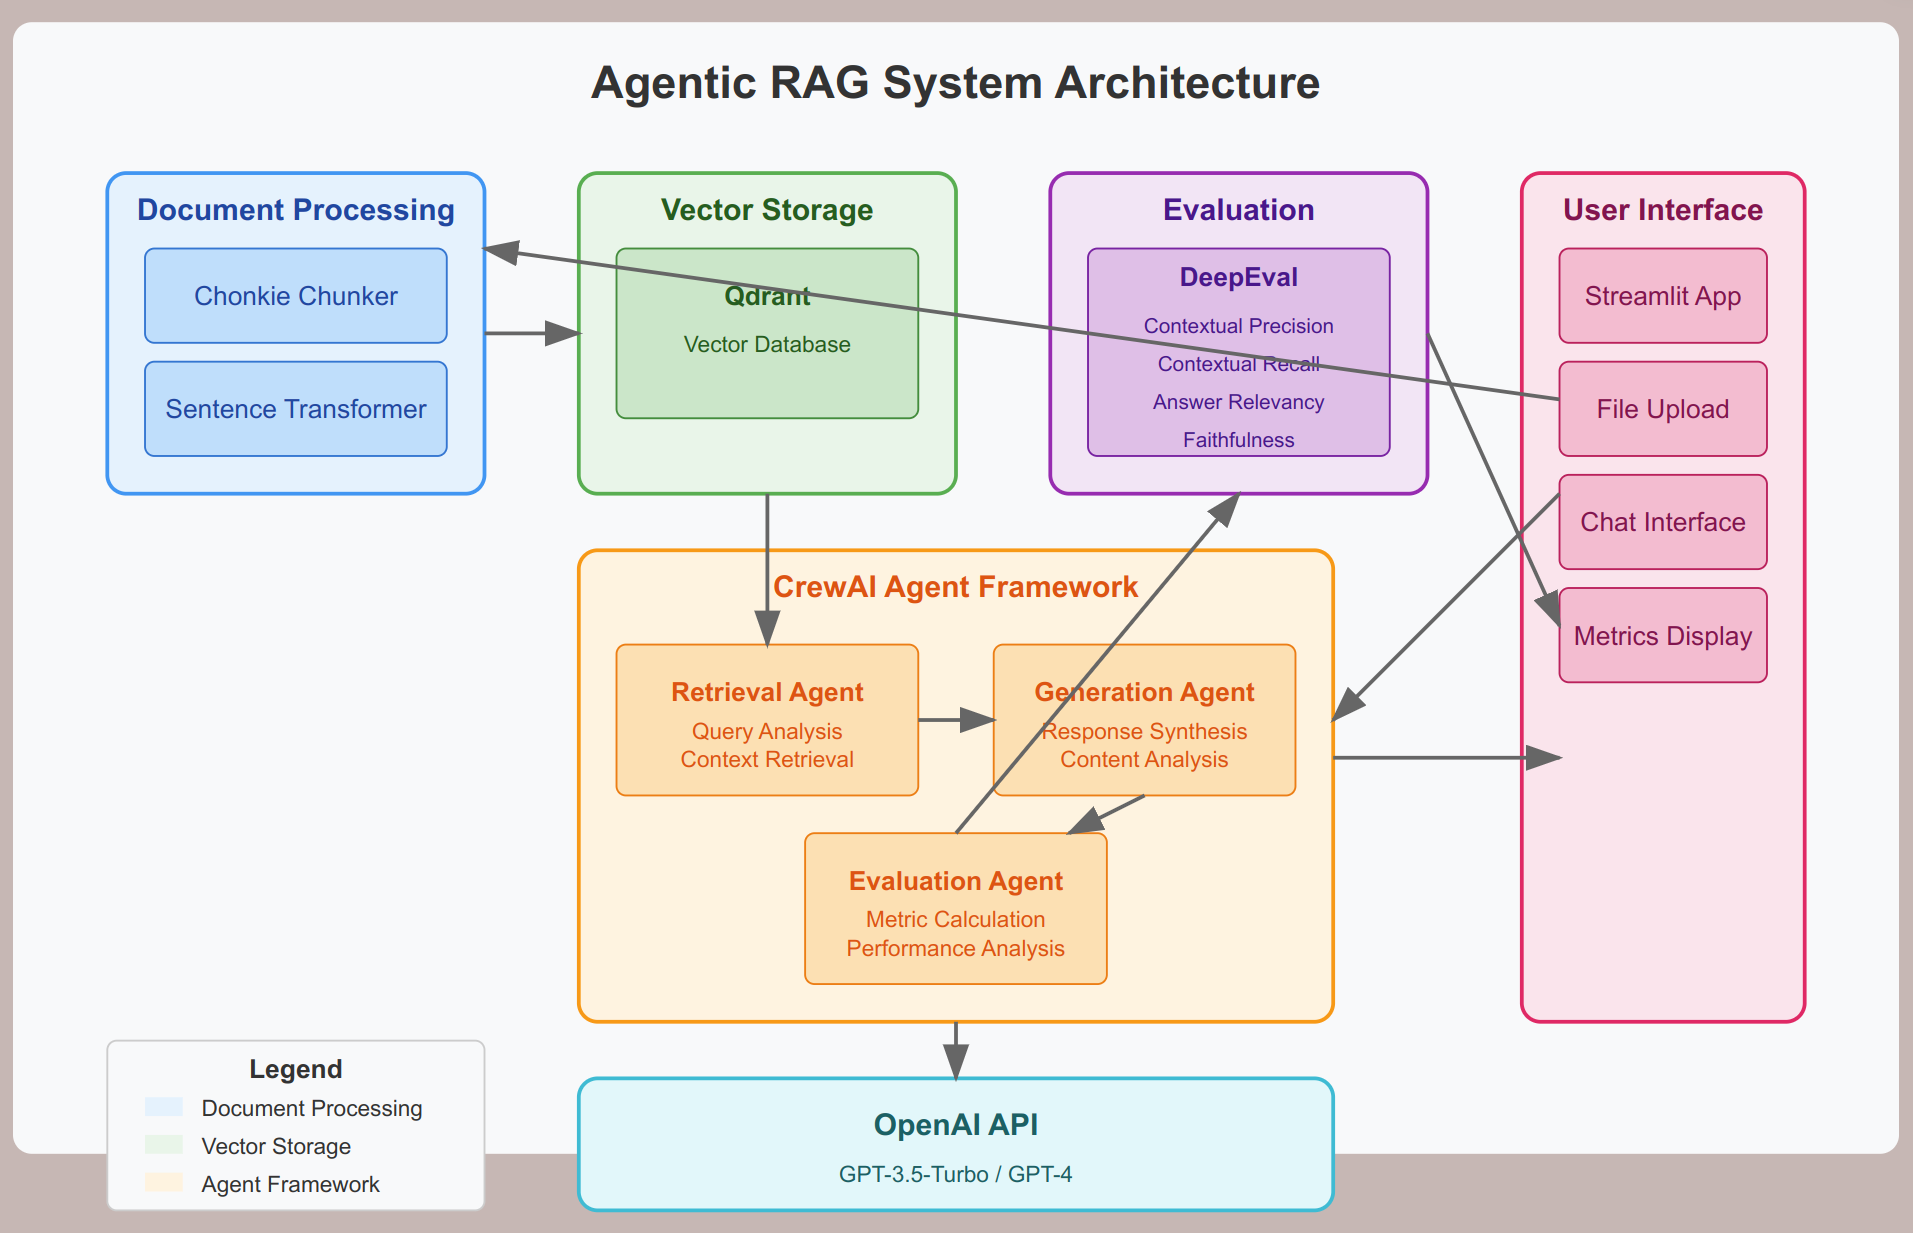 Agentic RAG System Architecture
Document Processing
Chonkie Chunker
Sentence Transformer
Vector Storage
Qdrant
Vector Database
Evaluation
DeepEval
Contextual Precision
Contextual Recall
Answer Relevancy
Faithfulness
User Interface
Streamlit App
File Upload
Chat Interface
Metrics Display
CrewAI Agent Framework
Retrieval Agent
Query Analysis
Context Retrieval
Generation Agent
Response Synthesis
Content Analysis
Evaluation Agent
Metric Calculation
Performance Analysis
Legend
Document Processing
Vector Storage
Agent Framework
OpenAI API
GPT-3.5-Turbo / GPT-4